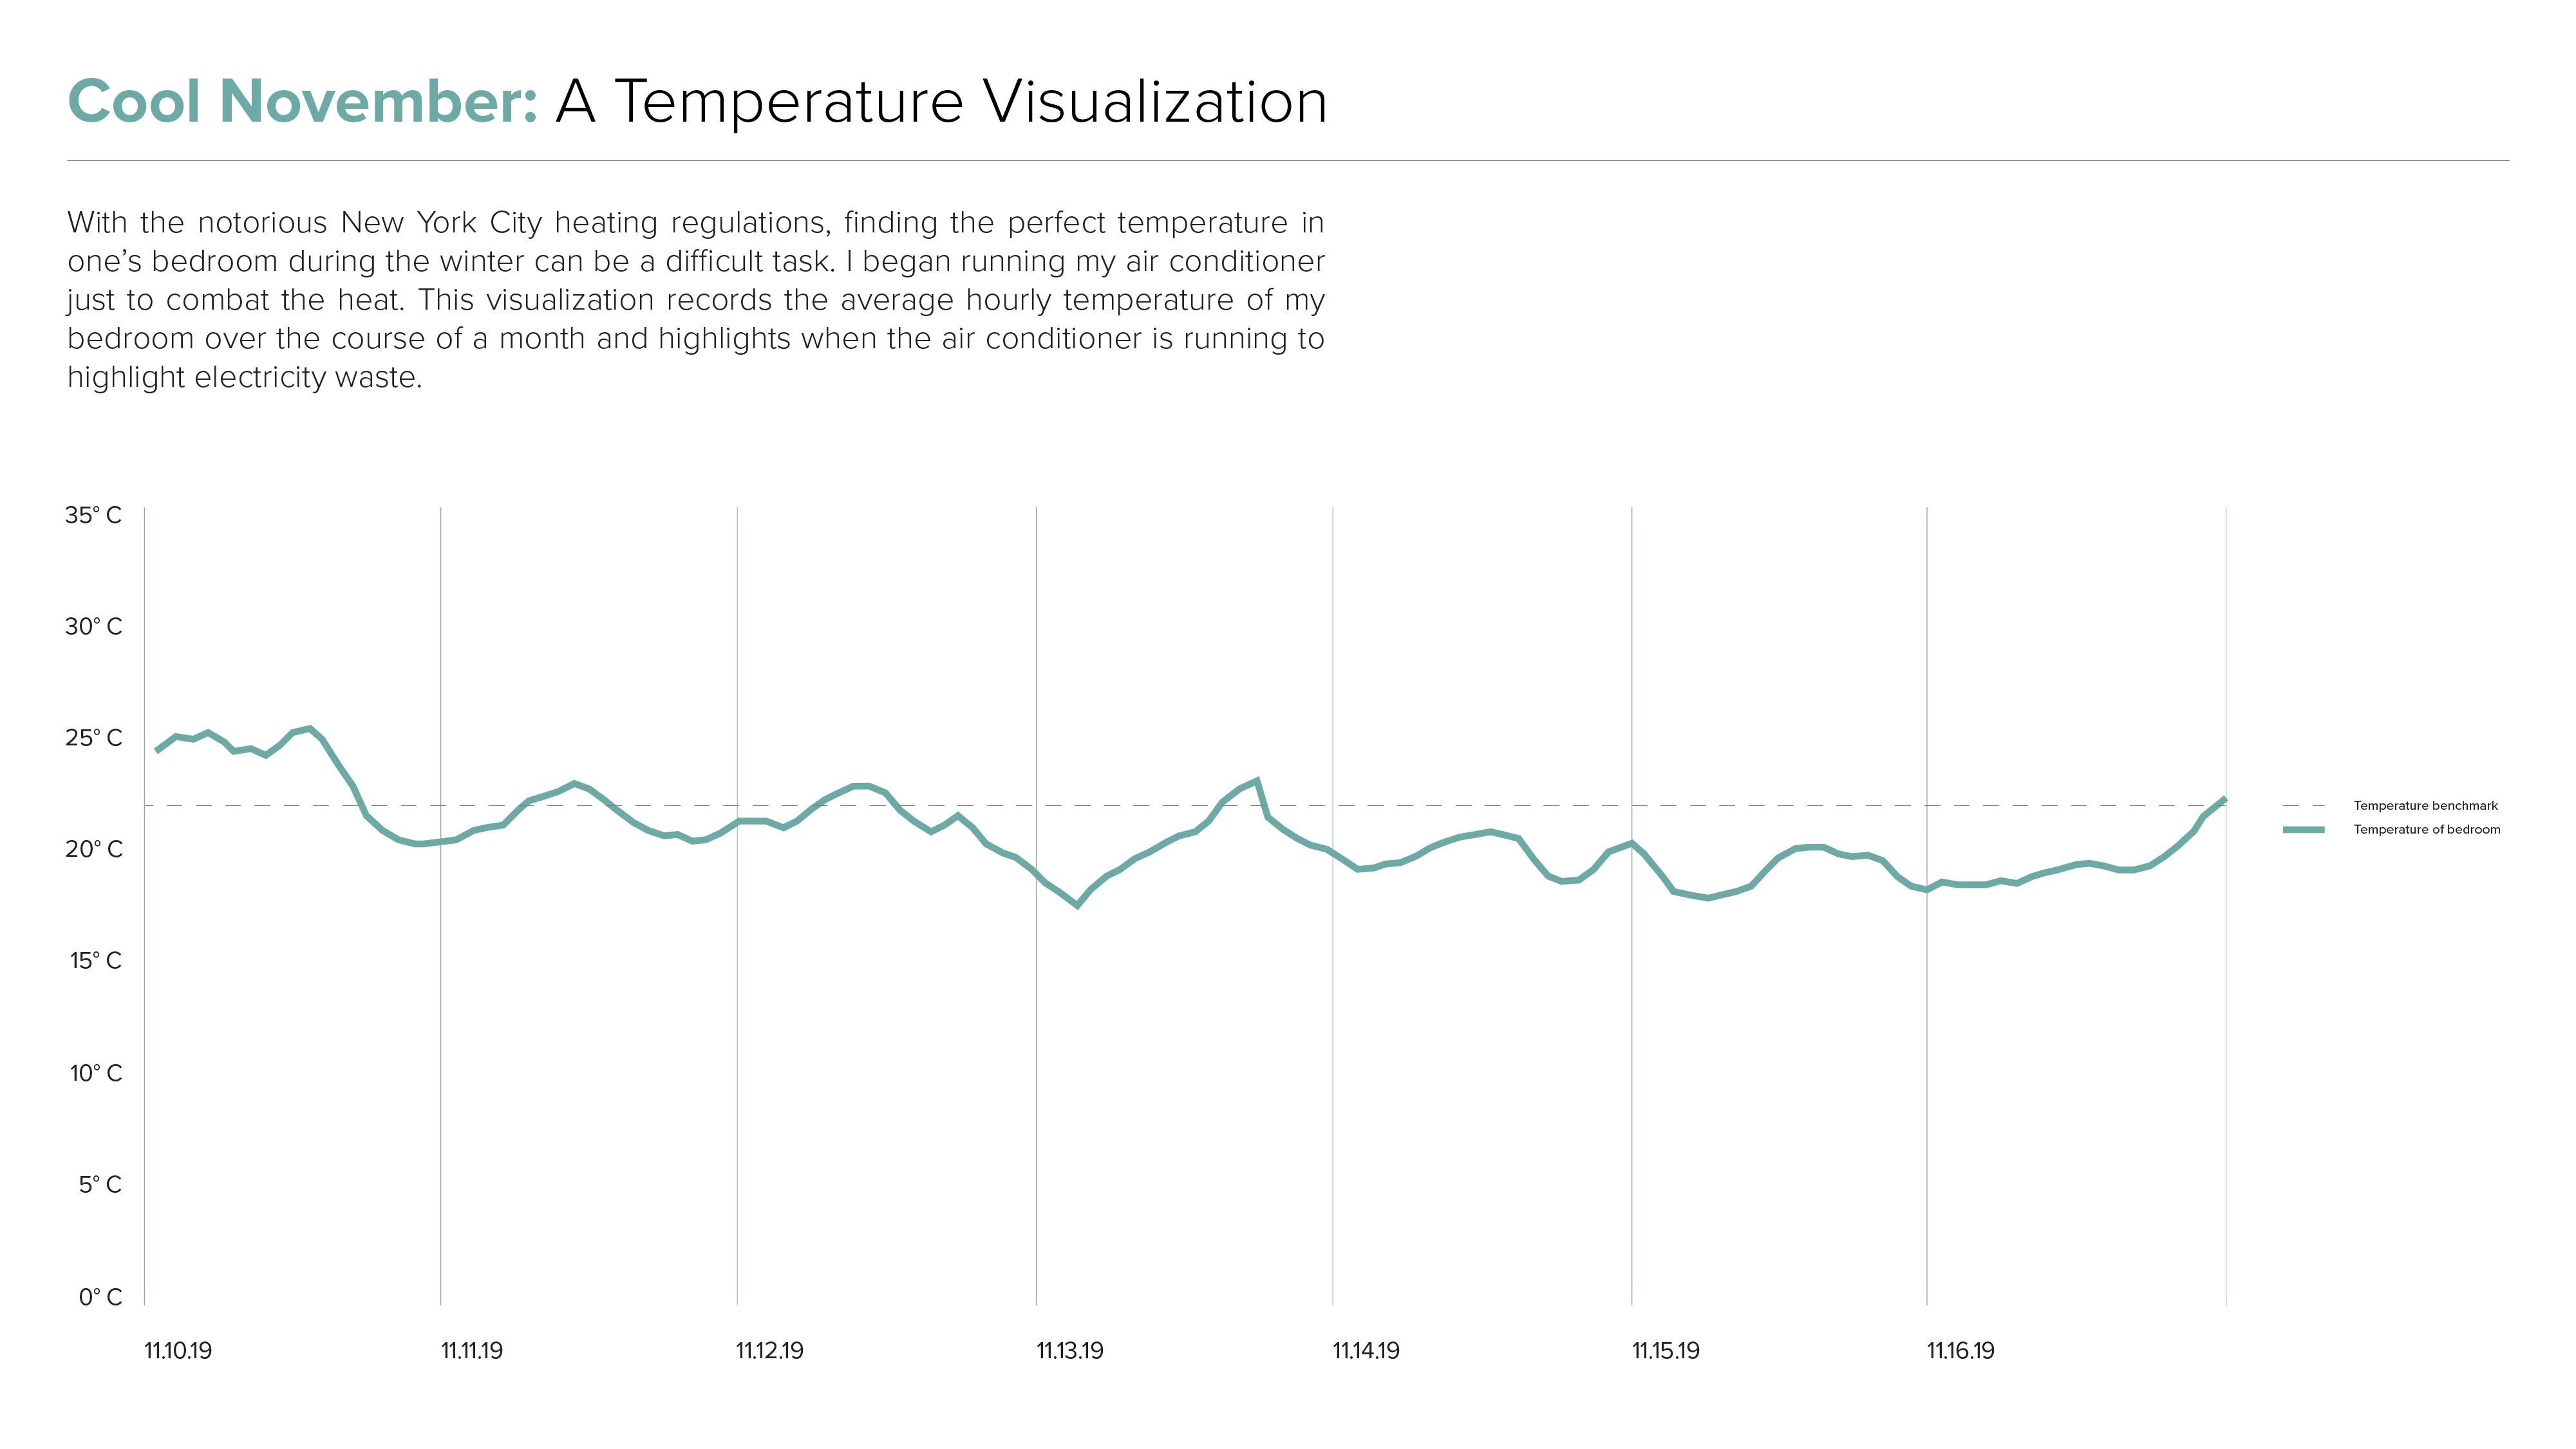 Cool November: A Temperature Visualization
With the notorious New York City heating regulations, finding the perfect temperature in
one’s bedroom during the winter can be a difficult task. I began running my air conditioner
just to combat the heat. This visualization records the average hourly temperature of my
bedroom over the course of a month and highlights when the air conditioner is running to
highlight electricity waste.
35° C
30° C
25° C
20° C
15° C
10° C
5° C
0° C
Temperature benchmark
Temperature of bedroom
11.10.19
11.11.19
11.12.19
11.13.19
11.14.19
11.15.19
11.16.19